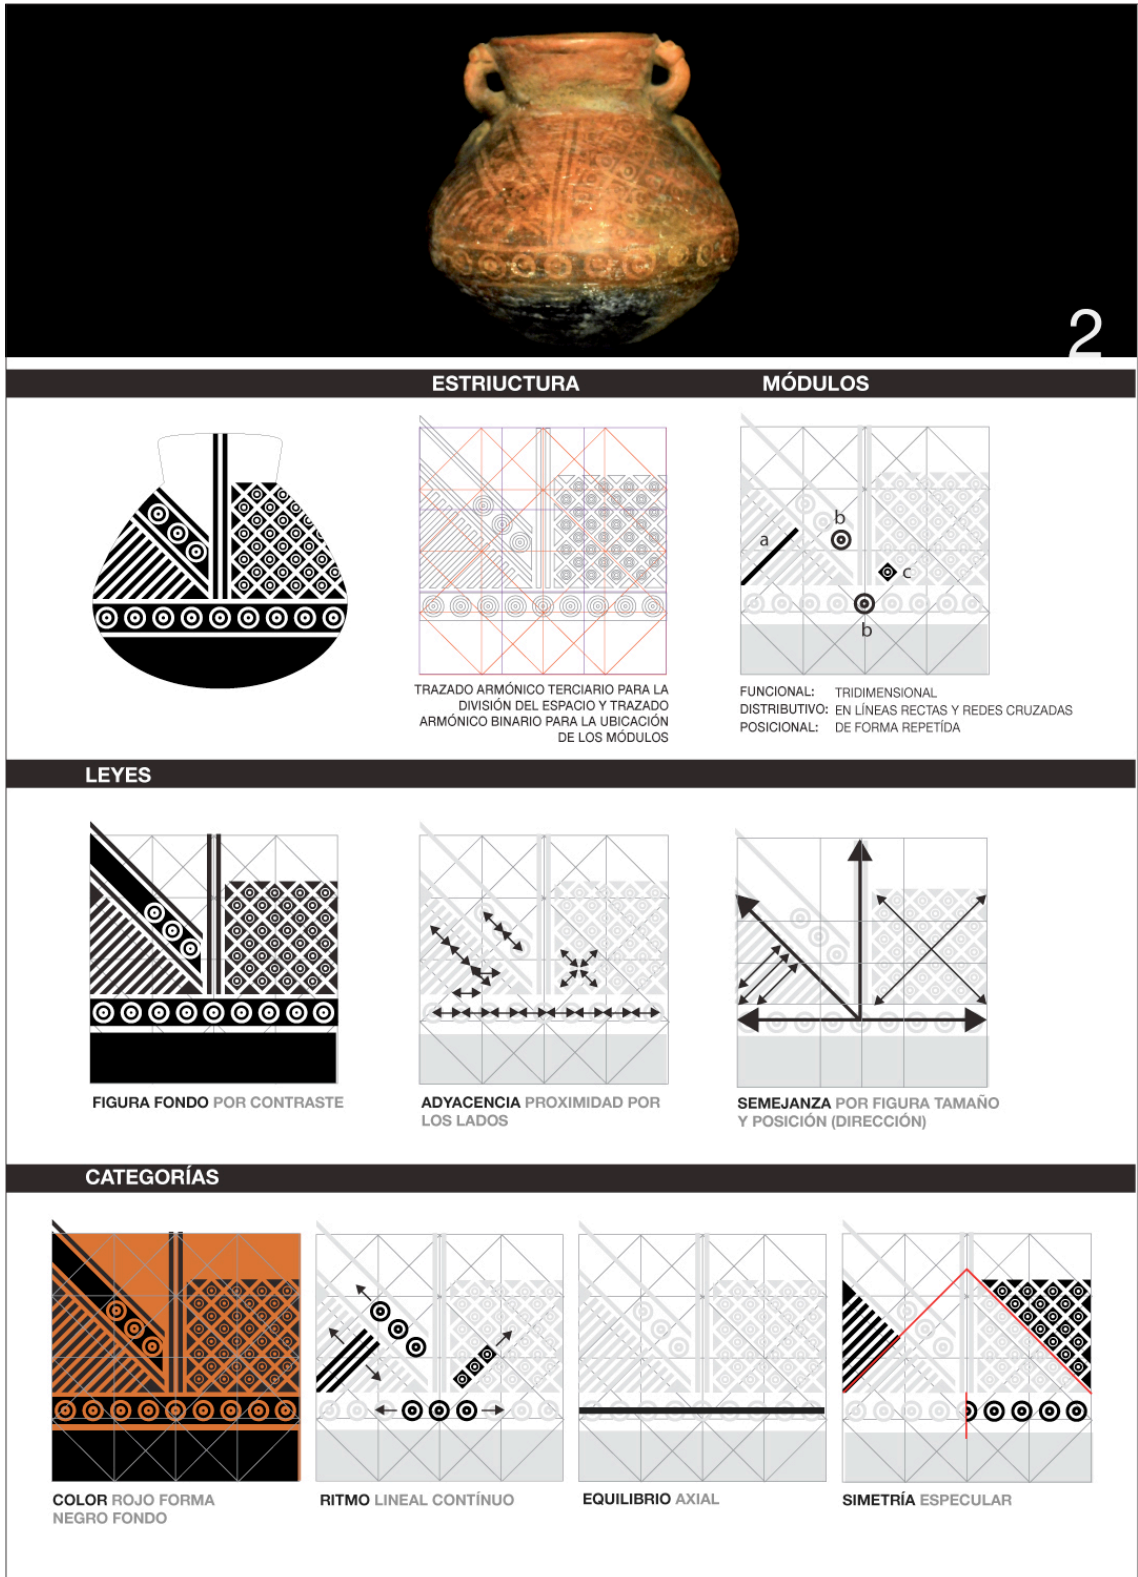 2
ESTRIUCTURA
MÓDULOS
a
b
c
b
TRAZADO ARMÓNICO TERCIARIO PARA LA
DIVISIÓN DEL ESPACIO Y TRAZADO
ARMÓNICO BINARIO PARA LA UBICACIÓN
DE LOS MÓDULOS
FUNCIONAL: TRIDIMENSIONAL
DISTRIBUTIVO: EN LÍNEAS RECTAS Y REDES CRUZADAS
POSICIONAL: DE FORMA REPETÍDA
LEYES
FIGURA FONDO POR CONTRASTE
ADYACENCIA PROXIMIDAD POR
LOS LADOS
SEMEJANZA POR FIGURA TAMAÑO
Y POSICIÓN (DIRECCIÓN)
CATEGORÍAS
COLOR ROJO FORMA
NEGRO FONDO
RITMO LINEAL CONTÍNUO
EQUILIBRIO AXIAL
SIMETRÍA ESPECULAR